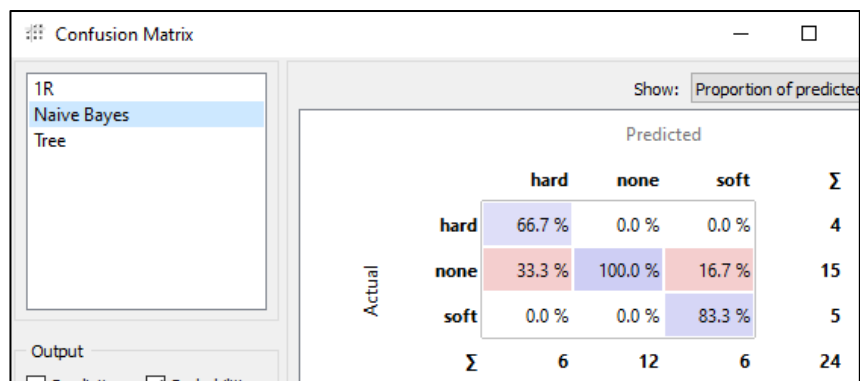 Confusion Matrix
1R
Naive Bayes
Tree
Show: Proportion of predicted
Predicted
hard none soft Σ
hard 66.7 % 0.0 % 0.0 % 4
none 33.3 % 100.0 % 16.7 % 15
soft 0.0 % 0.0 % 83.3 % 5
Σ 6 12 6 24
Actual
Output